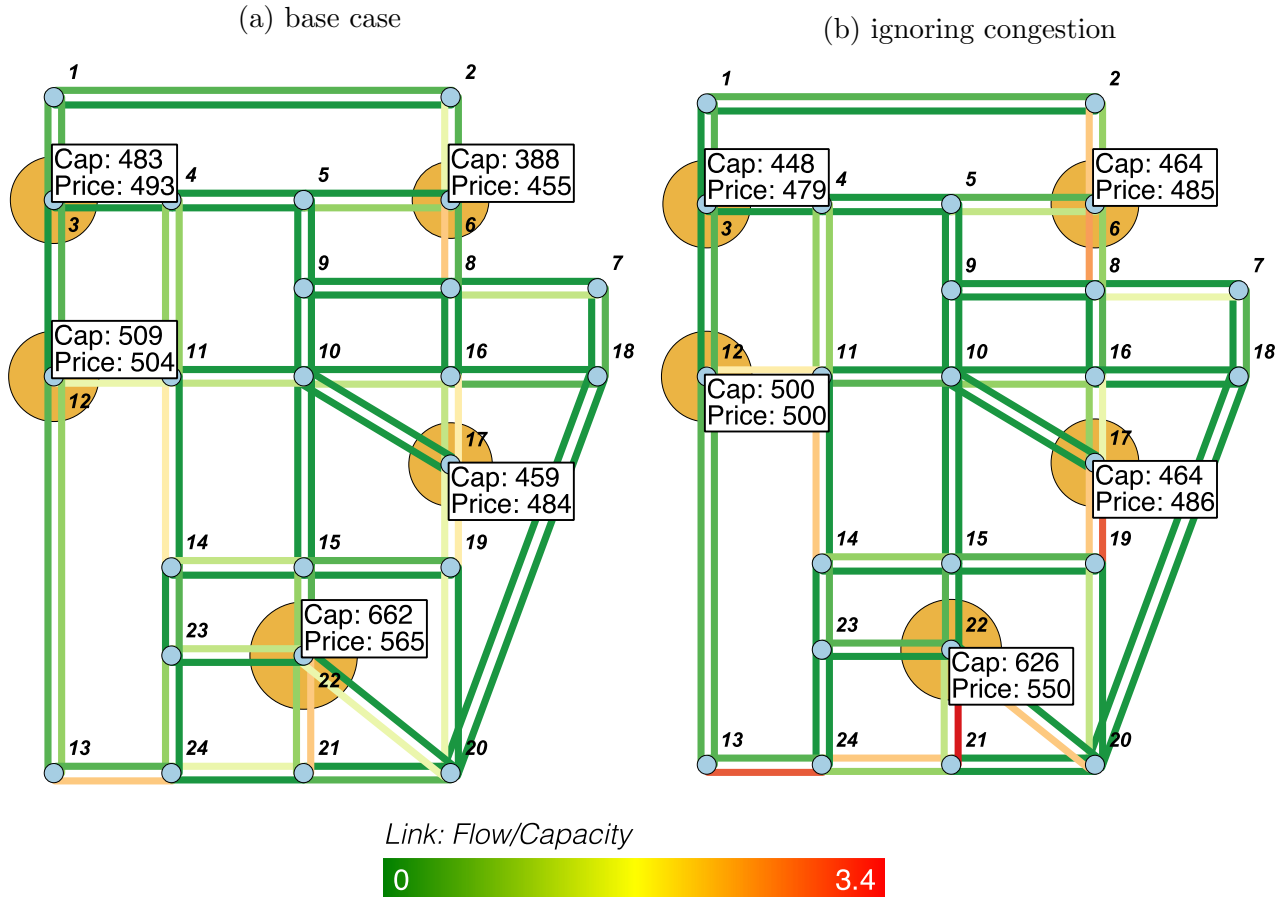 (a) base case
1
2
Cap: 483
Price: 493
4
5
Cap: 388
Price: 455
3
6
9
8
7
Cap: 509
Price: 504
11
10
16
18
12
17
Cap: 459
Price: 484
14
15
19
Cap: 662
Price: 565
23
22
13
24
21
20
(b) ignoring congestion
1
2
Cap: 448
Price: 479
4
5
Cap: 464
Price: 485
3
6
9
8
7
12
11
10
16
18
Cap: 500
Price: 500
17
Cap: 464
Price: 486
14
15
19
23
22
Cap: 626
Price: 550
13
24
21
20
Link: Flow/Capacity
0
3.4